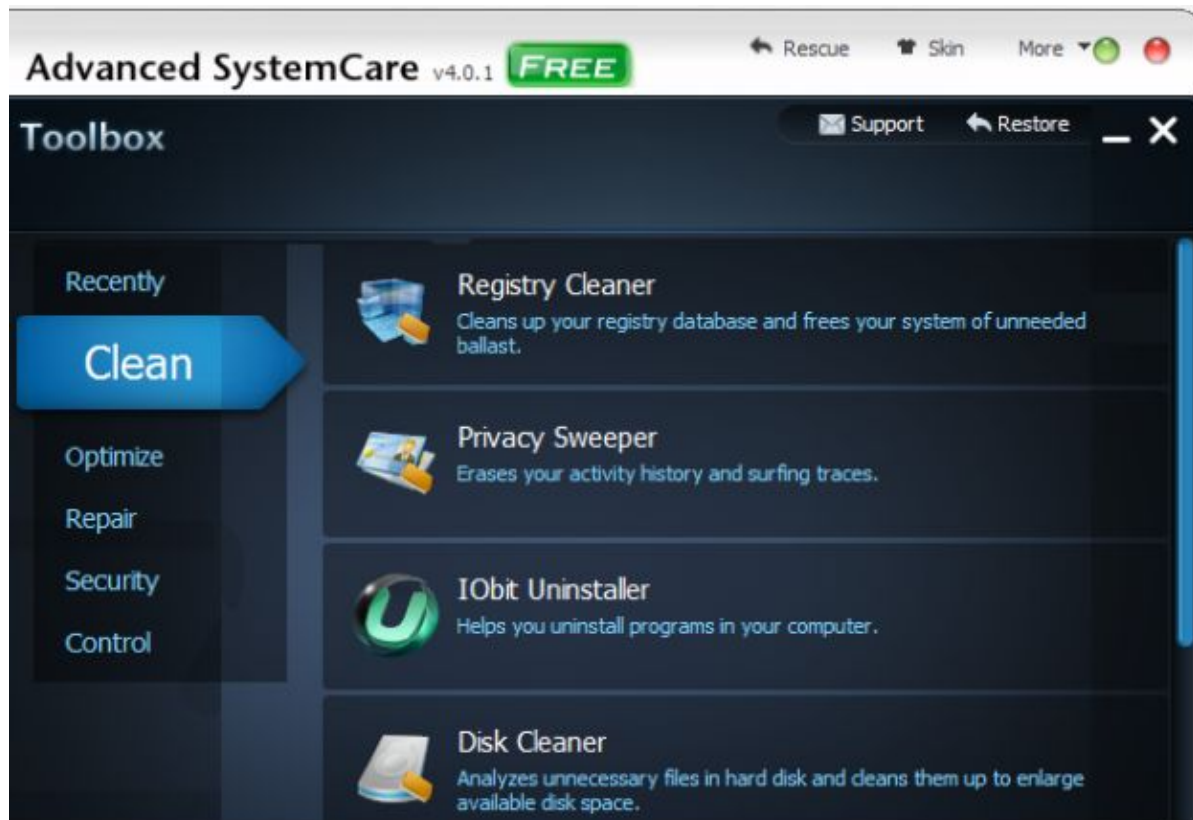 Advanced SystemCare v4.0.1 FREE
Rescue Skin More
Toolbox
Support Restore
Recently
Clean
Optimize
Repair
Security
Control
Registry Cleaner
Cleans up your registry database and frees your system of unneeded
ballast.
Privacy Sweeper
Erases your activity history and surfing traces.
IObit Uninstaller
Helps you uninstall programs in your computer.
Disk Cleaner
Analyzes unnecessary files in hard disk and cleans them up to enlarge
available disk space.